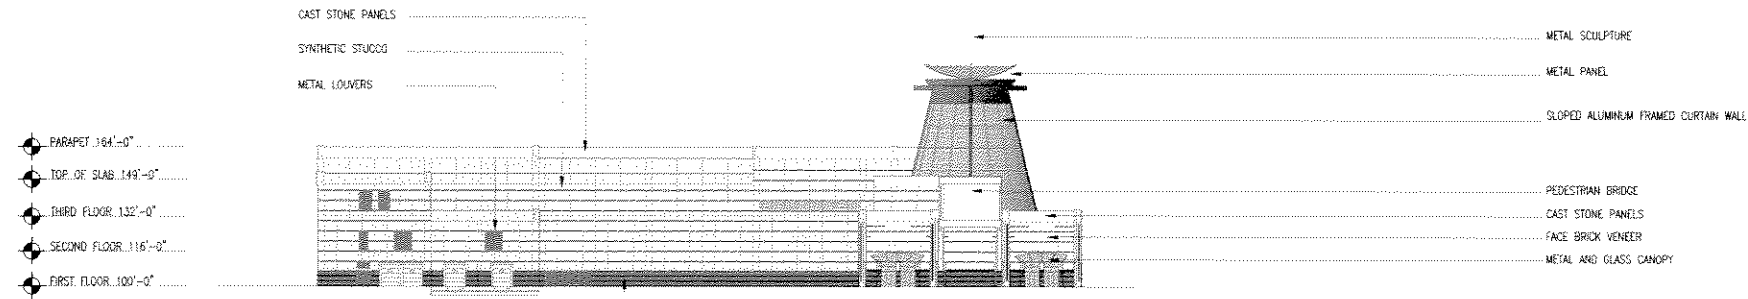 CAST STONE PANELS
SYNTHETIC STUCCO
METAL LOUVERS
PARAPET 164'-0"
TOP OF SLAB 149'-0"
THIRD FLOOR 132'-0"
SECOND FLOOR 116'-0"
FIRST FLOOR 100'-0"
METAL SCULPTURE
METAL PANEL
SLOPED ALUMINUM FRAMED CURTAIN WALL
PEDESTRIAN BRIDGE
CAST STONE PANELS
FACE BRICK VENEER
METAL AND GLASS CANOPY